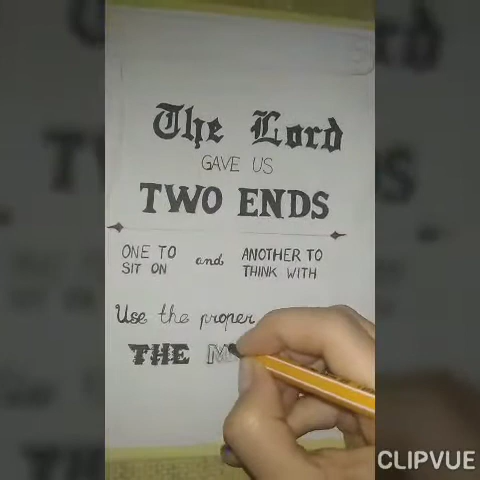 The Lord
GAVE US
TWO ENDS
ONE TO
SIT ON
and
ANOTHER TO
THINK WITH
Use the proper
THE
CLIPVUE